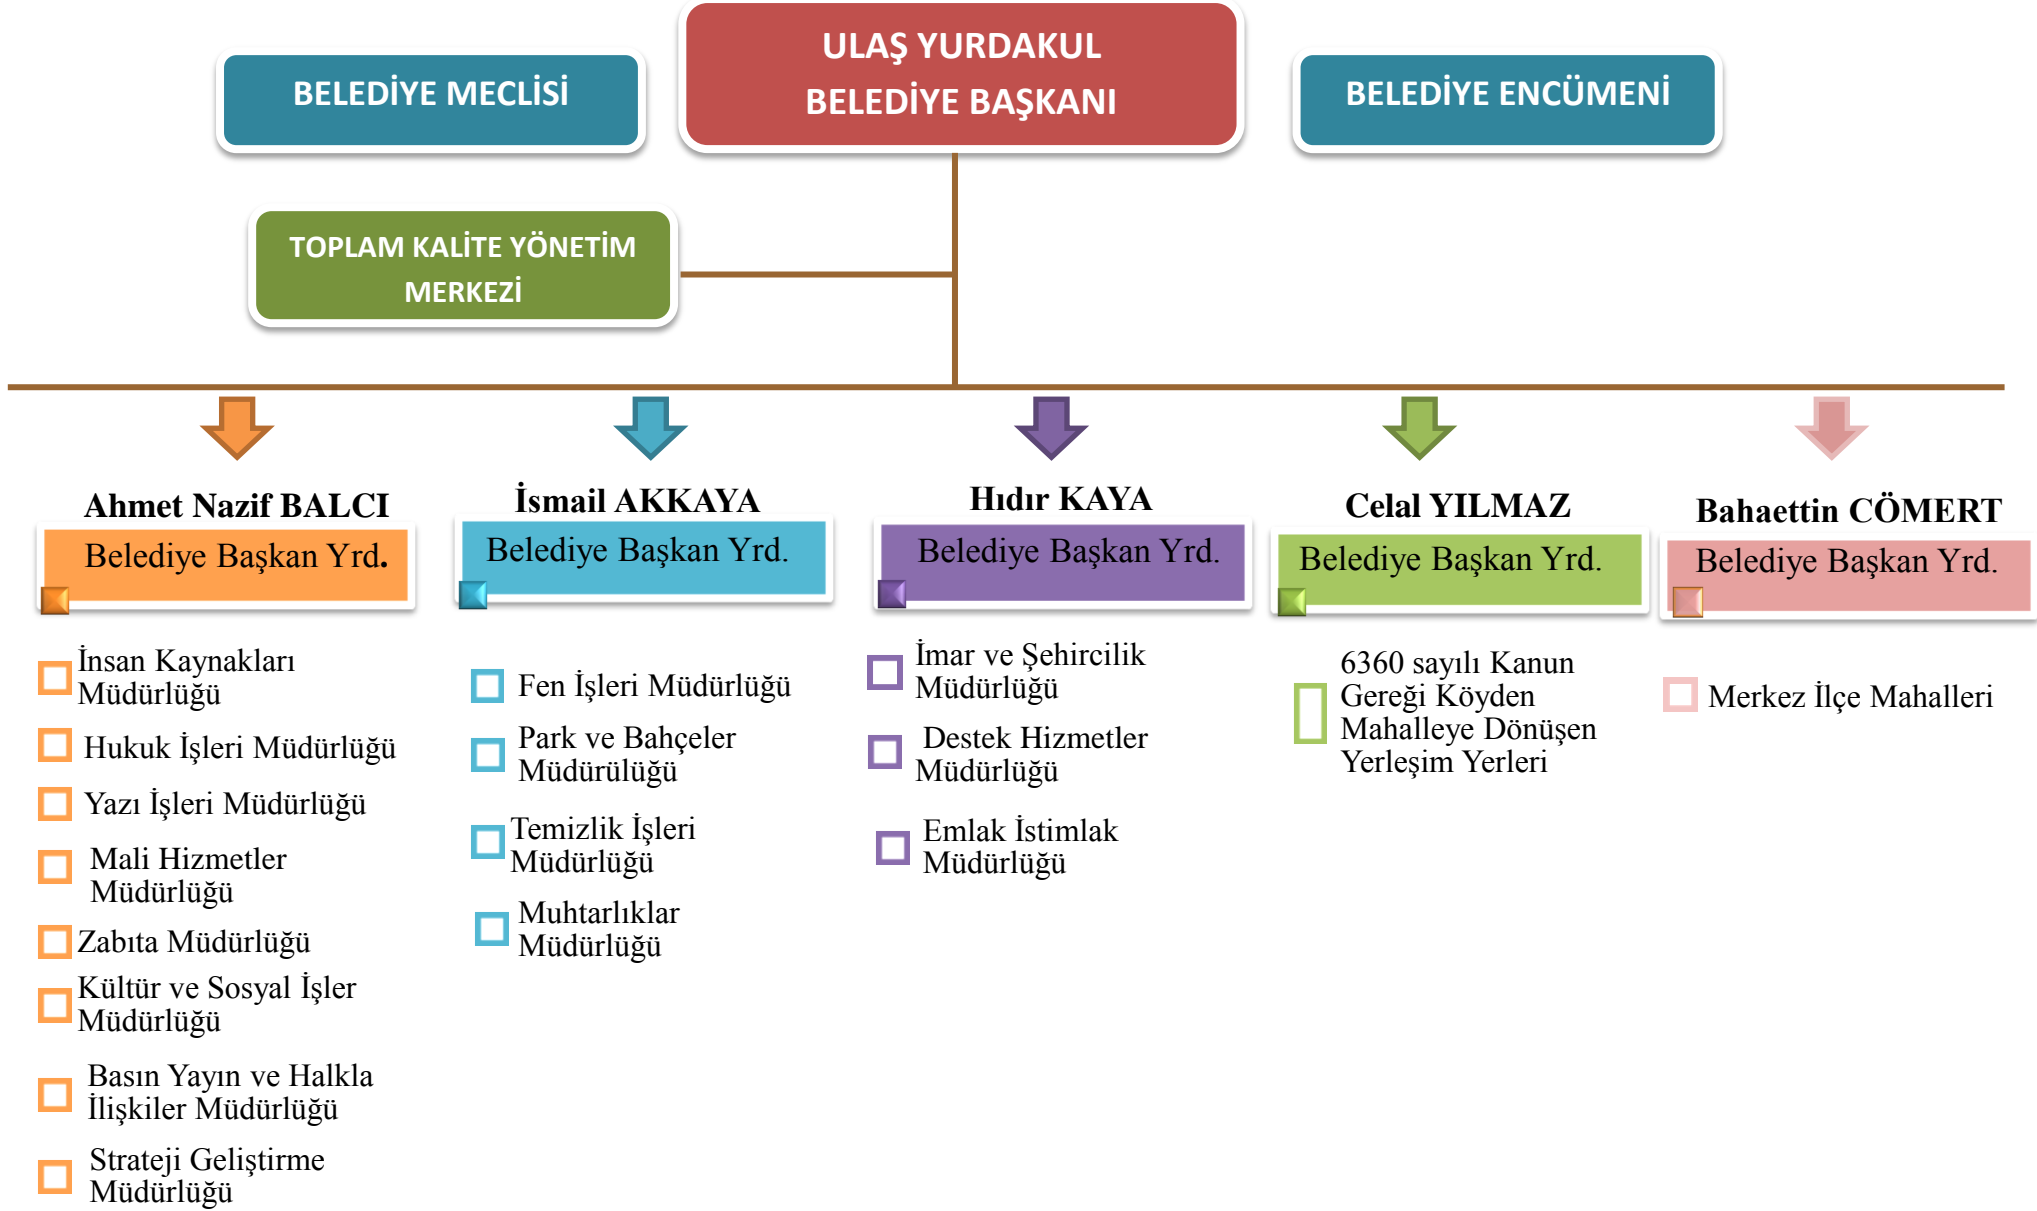 BELEDİYE MECLİSİ
ULAŞ YURDAKUL
BELEDİYE BAŞKANI
BELEDİYE ENCÜMENİ
TOPLAM KALİTE YÖNETİM
MERKEZİ
Ahmet Nazif BALCI
Belediye Başkan Yrd.
İnsan Kaynakları
Müdürlüğü
Hukuk İşleri Müdürlüğü
Yazı İşleri Müdürlüğü
Mali Hizmetler
Müdürlüğü
Zabıta Müdürlüğü
Kültür ve Sosyal İşler
Müdürlüğü
Basın Yayın ve Halkla
İlişkiler Müdürlüğü
Strateji Geliştirme
Müdürlüğü
İsmail AKKAYA
Belediye Başkan Yrd.
Fen İşleri Müdürlüğü
Park ve Bahçeler
Müdürülüğü
Temizlik İşleri
Müdürlüğü
Muhtarlıklar
Müdürlüğü
Hıdır KAYA
Belediye Başkan Yrd.
İmar ve Şehircilik
Müdürlüğü
Destek Hizmetler
Müdürlüğü
Emlak İstimlak
Müdürlüğü
Celal YILMAZ
Belediye Başkan Yrd.
6360 sayılı Kanun
Gereği Köyden
Mahalleye Dönüşen
Yerleşim Yerleri
Bahaettin CÖMERT
Belediye Başkan Yrd.
Merkez İlçe Mahalleri